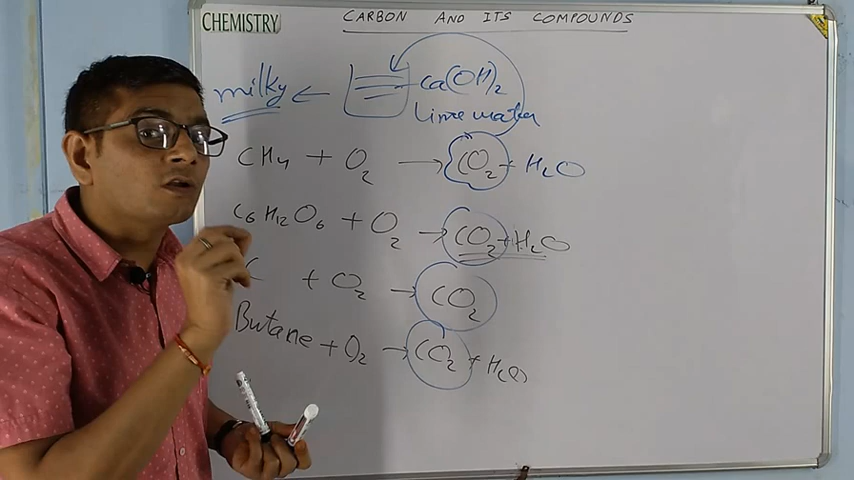 CHEMISTRY
CARBON AND ITS COMPOUNDS
milky ← Ca(OH)₂
Lime water
CH₄ + O₂ → CO₂ + H₂O
C₆H₁₂O₆ + O₂ → CO₂ + H₂O
C + O₂ → CO₂
Butane + O₂ → CO₂ + H₂O